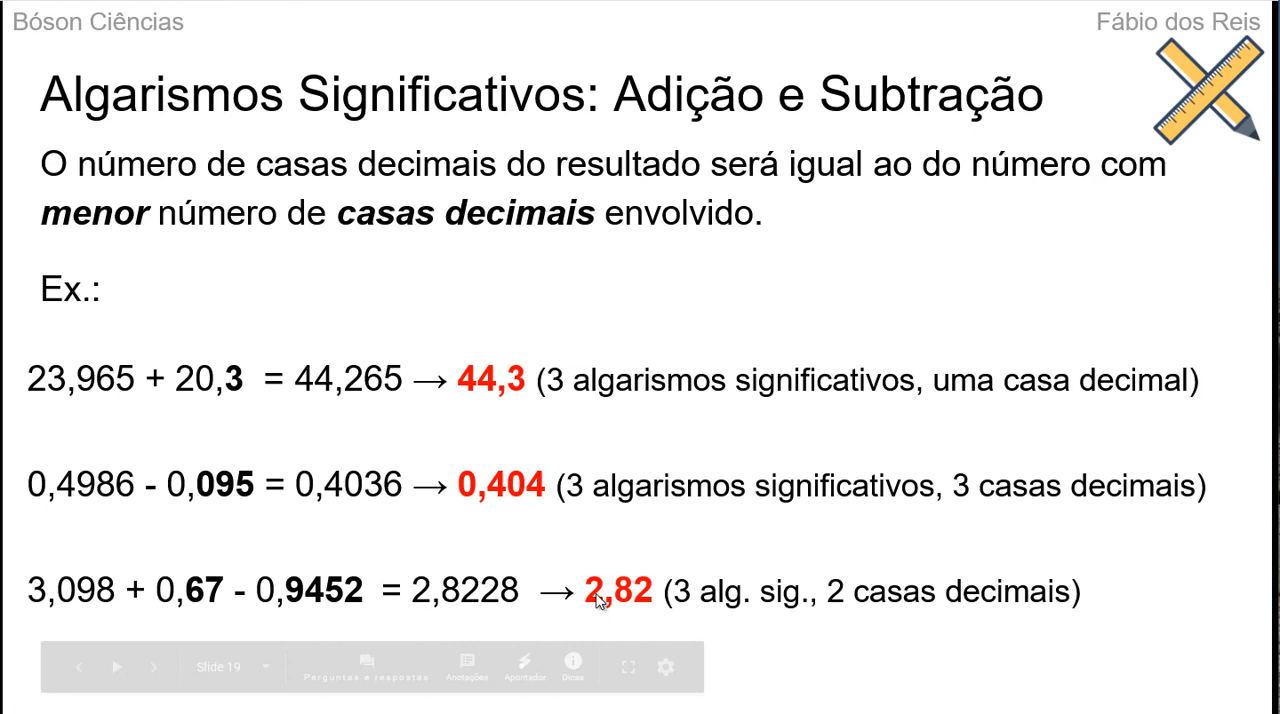 Bóson Ciências
Fábio dos Reis
Algarismos Significativos: Adição e Subtração
O número de casas decimais do resultado será igual ao do número com
menor número de casas decimais envolvido.
Ex.:
23,965 + 20,3 = 44,265 → 44,3 (3 algarismos significativos, uma casa decimal)
0,4986 - 0,095 = 0,4036 → 0,404 (3 algarismos significativos, 3 casas decimais)
3,098 + 0,67 - 0,9452 = 2,8228 → 2,82 (3 alg. sig., 2 casas decimais)
Slide 19
Perguntas e respostas
Anotações
Apontador
Dicas